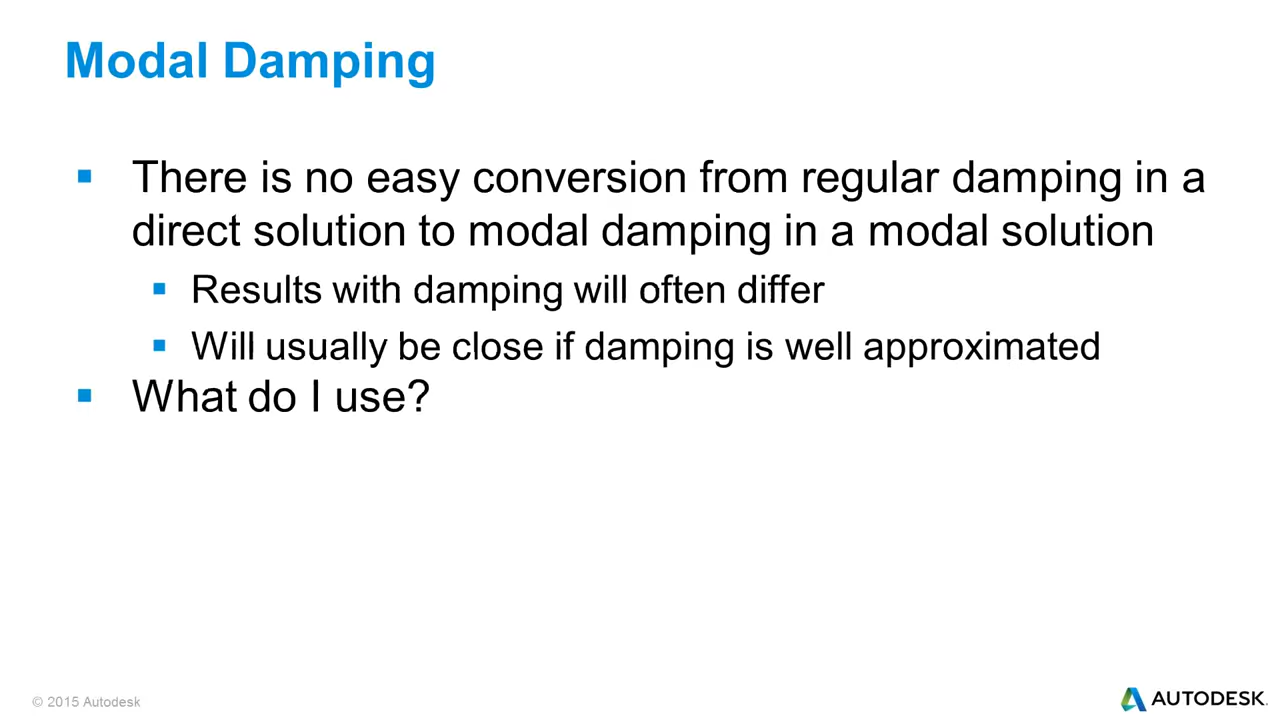 Modal Damping
There is no easy conversion from regular damping in a
direct solution to modal damping in a modal solution
Results with damping will often differ
Will usually be close if damping is well approximated
What do I use?
© 2015 Autodesk
AUTODESK.